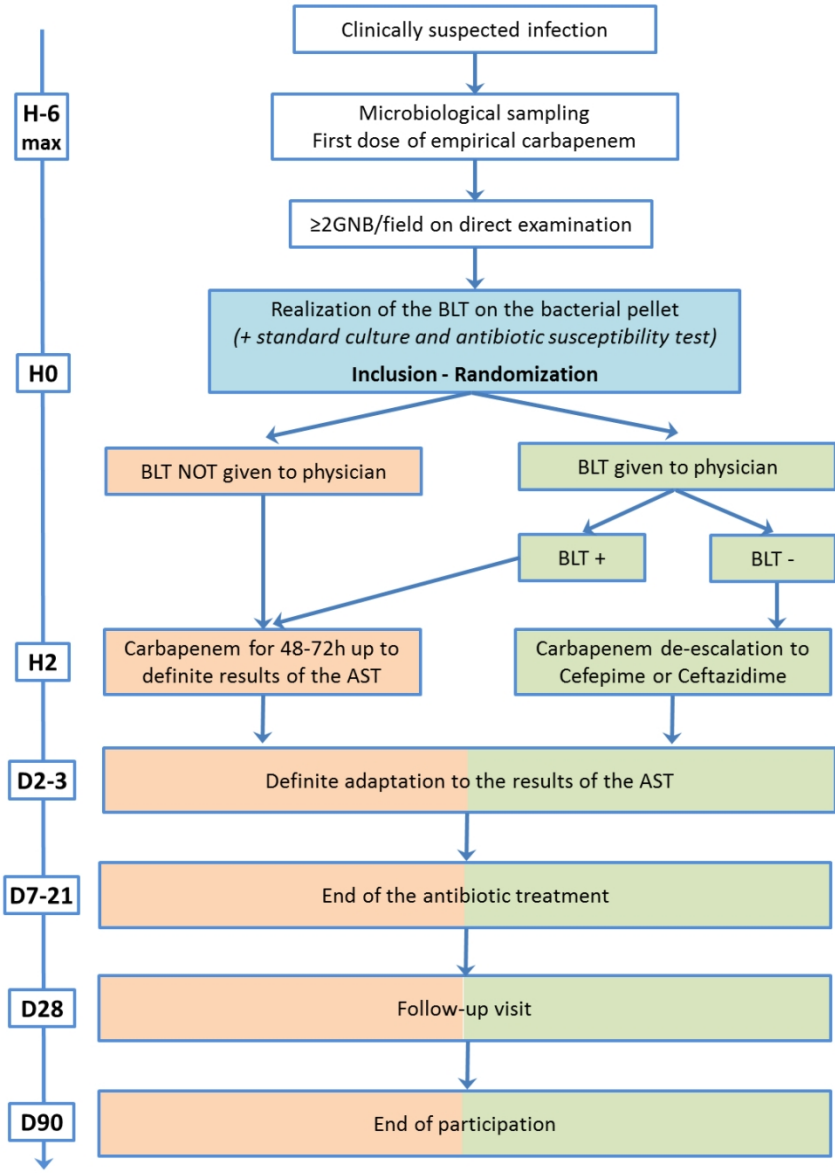 Clinically suspected infection
H-6
max
Microbiological sampling
First dose of empirical carbapenem
≥2GNB/field on direct examination
Realization of the BLT on the bacterial pellet
(+ standard culture and antibiotic susceptibility test)
Inclusion - Randomization
H0
BLT NOT given to physician
BLT given to physician
BLT +
BLT -
H2
Carbapenem for 48-72h up to
definite results of the AST
Carbapenem de-escalation to
Cefepime or Ceftazidime
D2-3
Definite adaptation to the results of the AST
D7-21
End of the antibiotic treatment
D28
Follow-up visit
D90
End of participation